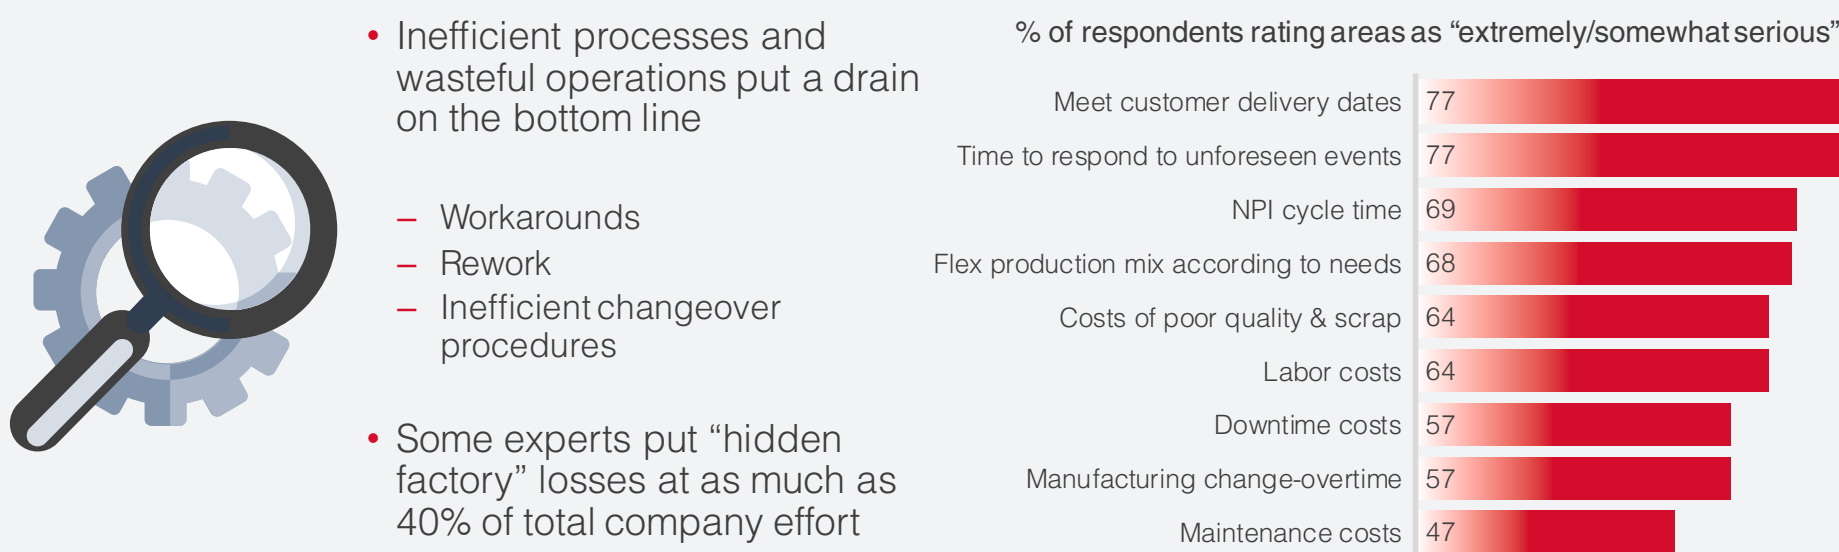 • Inefficient processes and
wasteful operations put a drain
on the bottom line
– Workarounds
– Rework
– Inefficient changeover
procedures
• Some experts put “hidden
factory” losses at as much as
40% of total company effort
% of respondents rating areas as “extremely/somewhat serious”
Meet customer delivery dates 77
Time to respond to unforeseen events 77
NPI cycle time 69
Flex production mix according to needs 68
Costs of poor quality & scrap 64
Labor costs 64
Downtime costs 57
Manufacturing change-overtime 57
Maintenance costs 47